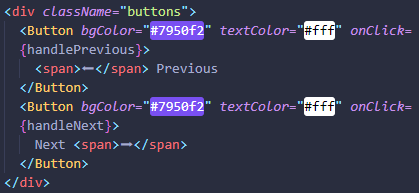 <div className="buttons">
<Button bgColor="#7950f2" textColor="#fff" onClick=
{handlePrevious}>
<span>⬅</span> Previous
</Button>
<Button bgColor="#7950f2" textColor="#fff" onClick=
{handleNext}>
Next <span>➡</span>
</Button>
</div>